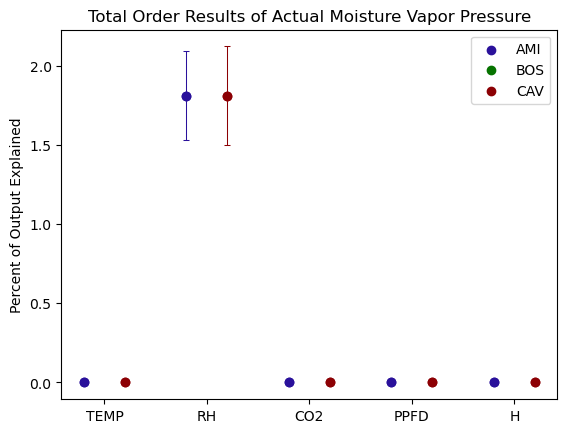 Total Order Results of Actual Moisture Vapor Pressure
AMI
BOS
CAV
Percent of Output Explained
2.0
1.5
1.0
0.5
0.0
TEMP RH CO2 PPFD H